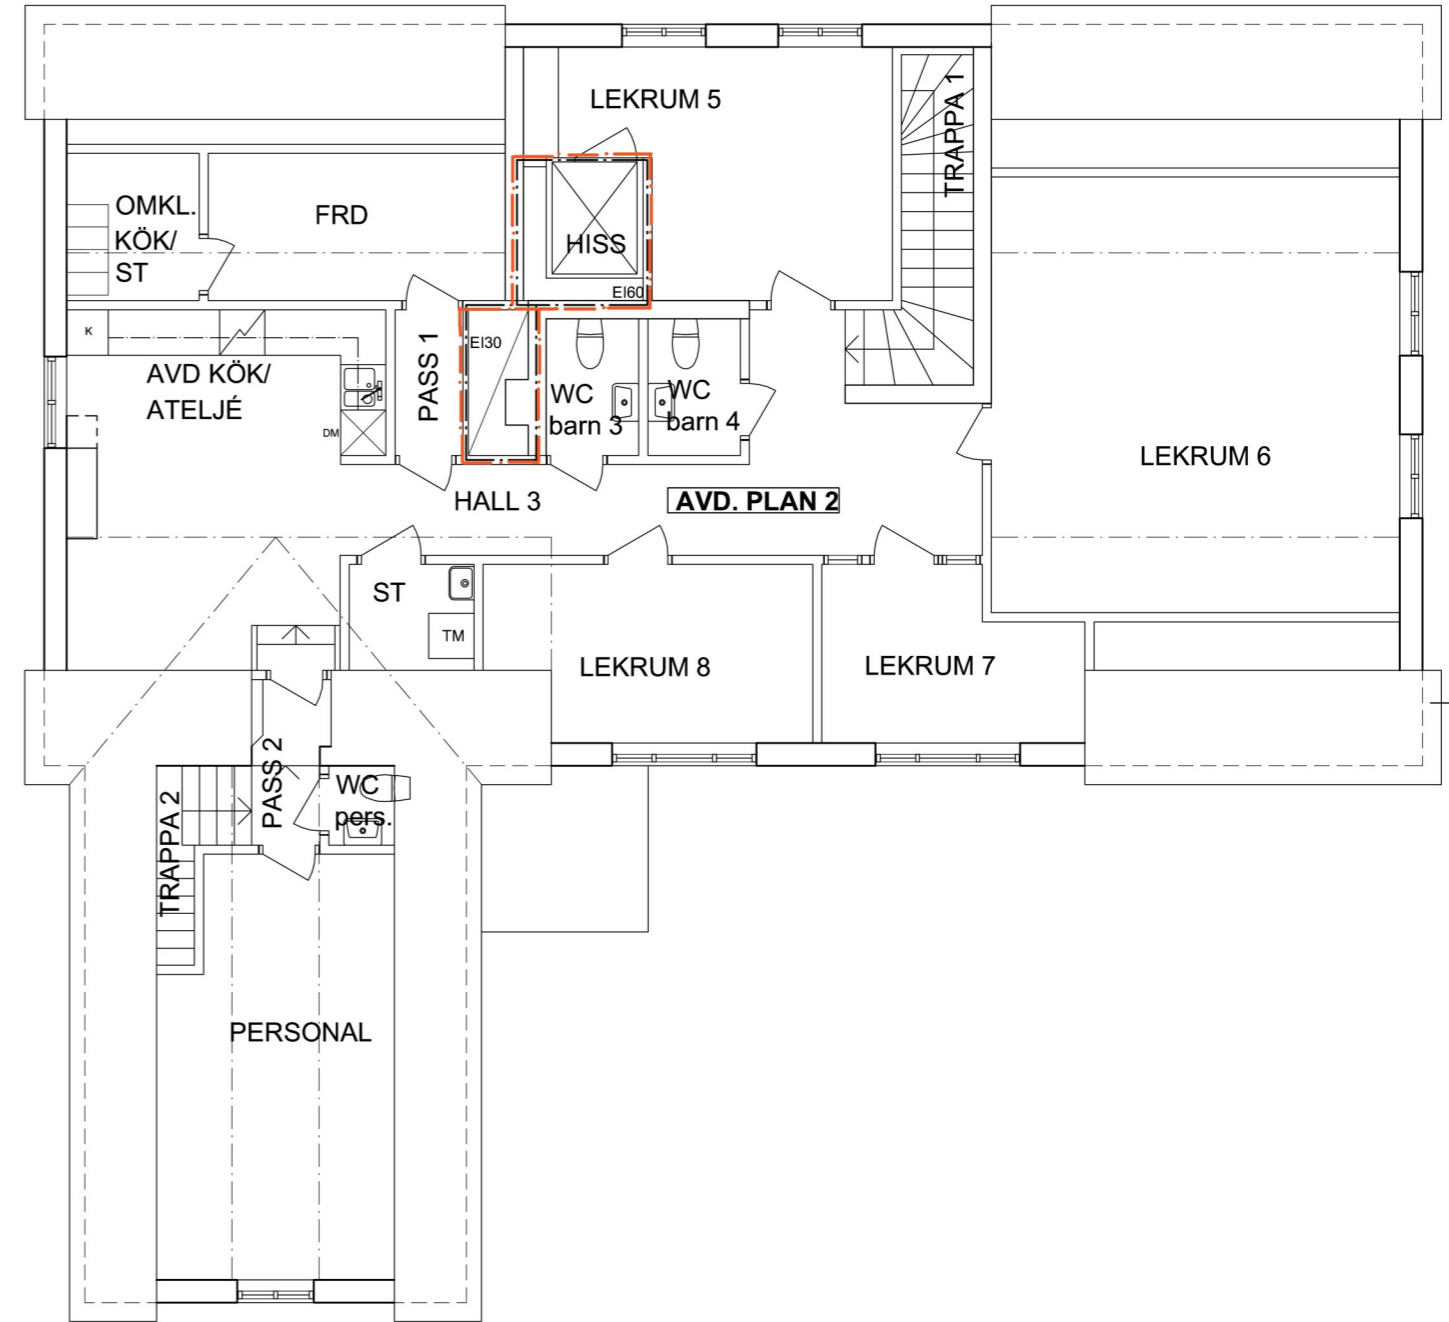 LEKRUM 5
TRAPPA 1
OMKL.
KÖK/
ST
FRD
HISS
EI60
K
EI30
PASS 1
AVD KÖK/
ATELJÉ
DM
WC
barn 3
WC
barn 4
LEKRUM 6
HALL 3
AVD. PLAN 2
ST
TM
LEKRUM 8
LEKRUM 7
PASS 2
WC
pers.
TRAPPA 2
PERSONAL